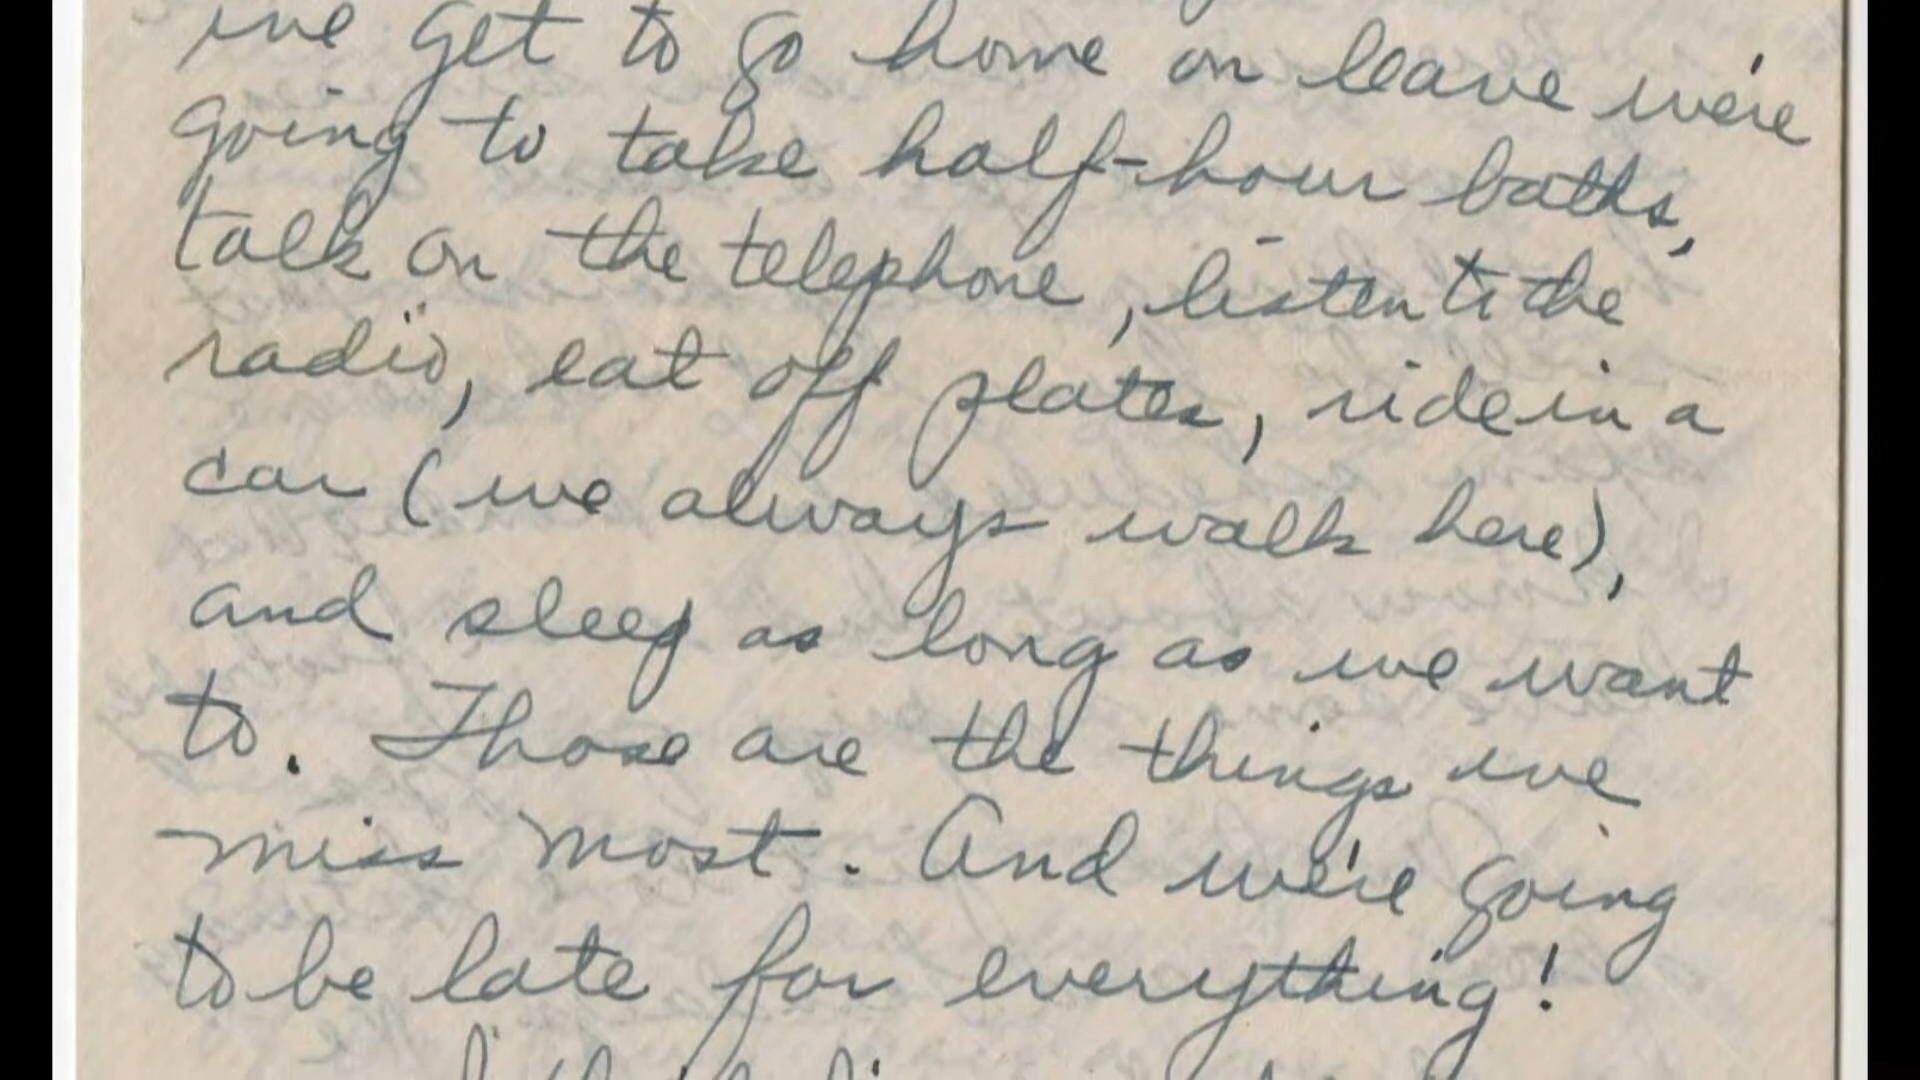 we get to go home on leave we're
going to take half-hour baths,
talk on the telephone, listen to the
radio, eat off plates, ride in a
car (we always walk here),
and sleep as long as we want
to. Those are the things we
miss most. And we're going
to be late for everything!